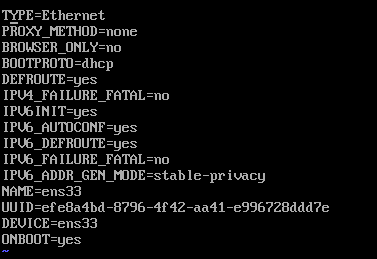 TYPE=Ethernet
PROXY_METHOD=none
BROWSER_ONLY=no
BOOTPROTO=dhcp
DEFROUTE=yes
IPV4_FAILURE_FATAL=no
IPV6INIT=yes
IPV6_AUTOCONF=yes
IPV6_DEFROUTE=yes
IPV6_FAILURE_FATAL=no
IPV6_ADDR_GEN_MODE=stable-privacy
NAME=ens33
UUID=efe8a4bd-8796-4f42-aa41-e996728ddd7e
DEVICE=ens33
ONBOOT=yes
~